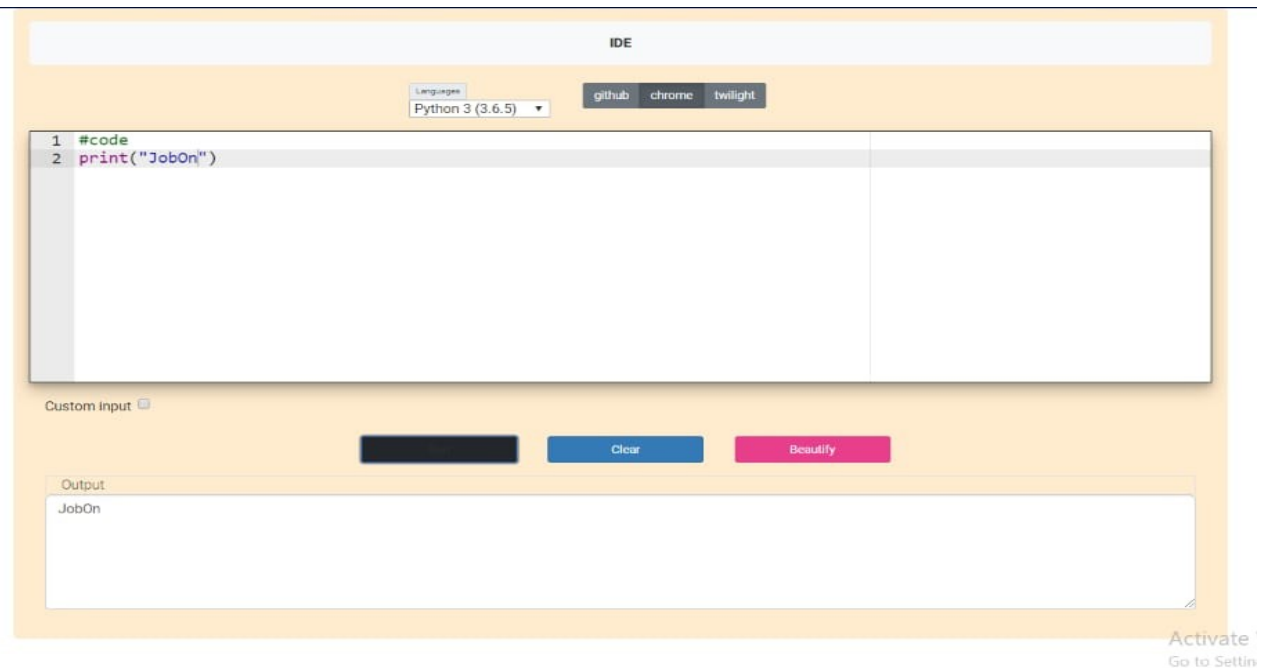 IDE
Languages
Python 3 (3.6.5)
github chrome twilight
1 #code
2 print("JobOn")
Custom input
Clear Beautify
Output
JobOn
Activate
Go to Settin